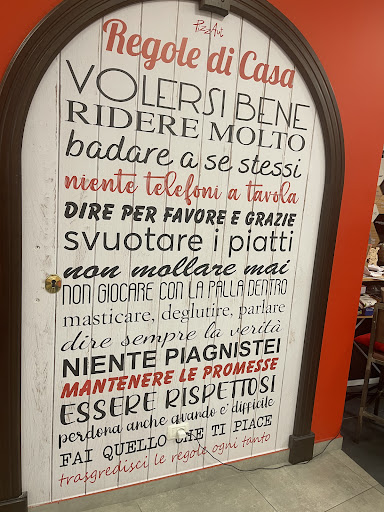 PizzAut
Regole di Casa
VOLERSI BENE
RIDERE MOLTO
badare a se stessi
niente telefoni a tavola
DIRE PER FAVORE E GRAZIE
svuotare i piatti
non mollare mai
NON GIOCARE CON LA PALLA DENTRO
masticare, deglutire, parlare
dire sempre la verità
NIENTE PIAGNISTEI
MANTENERE LE PROMESSE
ESSERE RISPETTOSI
perdona anche quando e' difficile
FAI QUELLO CHE TI PIACE
trasgredisci le regole ogni tanto